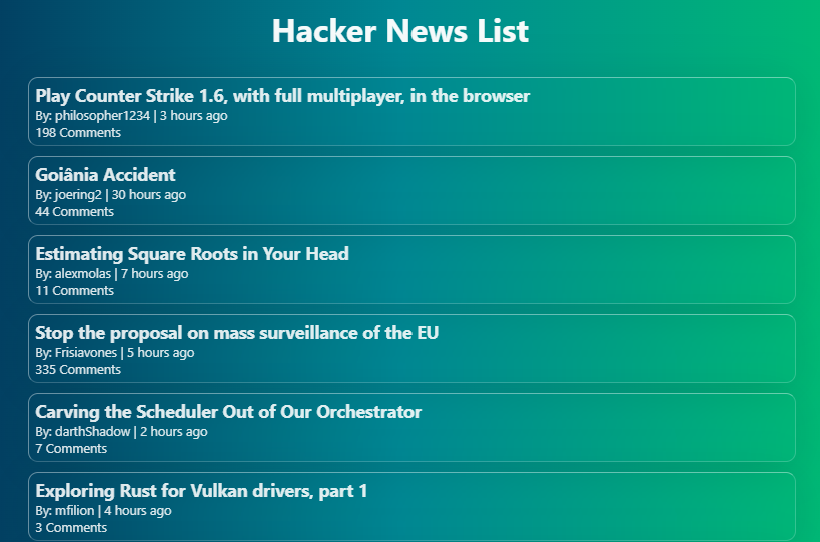 Hacker News List
Play Counter Strike 1.6, with full multiplayer, in the browser
By: philosopher1234 | 3 hours ago
198 Comments
Goiânia Accident
By: joering2 | 30 hours ago
44 Comments
Estimating Square Roots in Your Head
By: alexmolas | 7 hours ago
11 Comments
Stop the proposal on mass surveillance of the EU
By: Frisiavones | 5 hours ago
335 Comments
Carving the Scheduler Out of Our Orchestrator
By: darthShadow | 2 hours ago
7 Comments
Exploring Rust for Vulkan drivers, part 1
By: mfilion | 4 hours ago
3 Comments